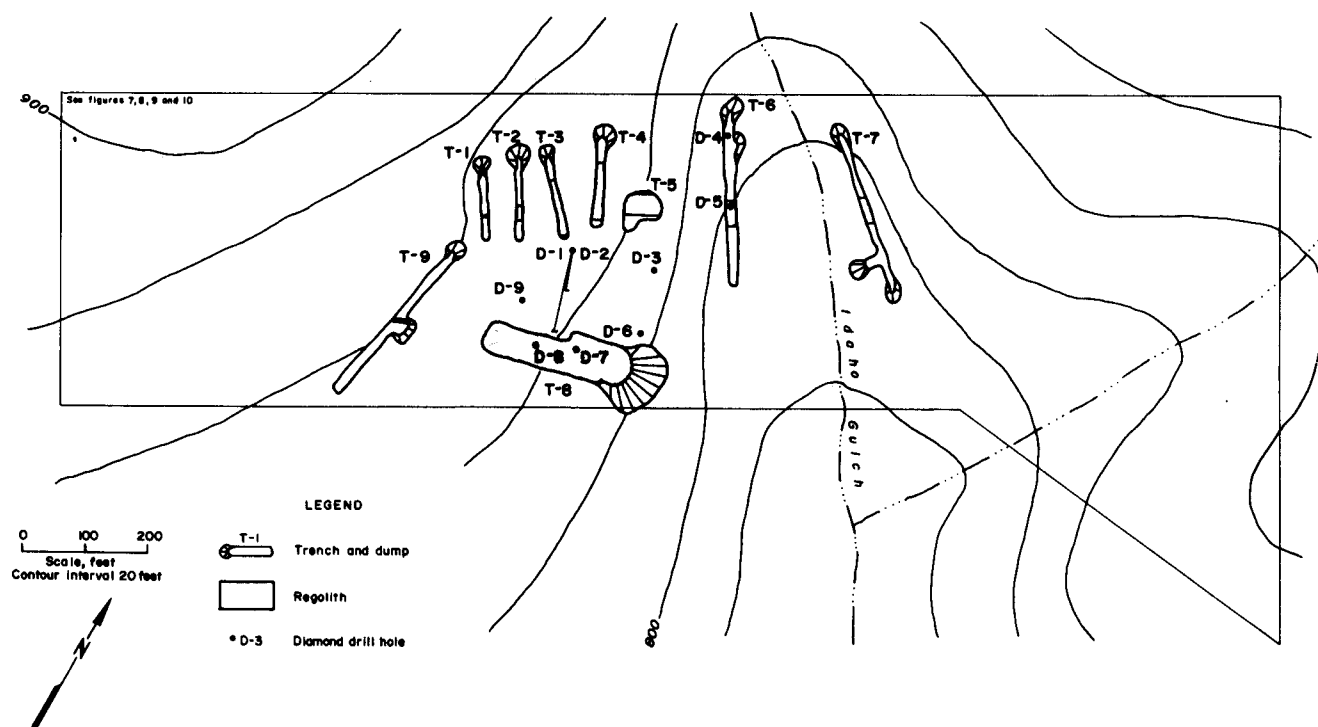 900
See figures 7, 8, 9 and 10
T-6
D-4
T-7
T-1
T-2
T-3
T-4
T-5
D-5
T-9
D-1
D-2
D-3
D-9
D-6
D-8
D-7
T-8
Idaho Gulch
800
LEGEND
T-1
Trench and dump
Regolith
D-3
Diamond drill hole
0 100 200
Scale, feet
Contour interval 20 feet
N